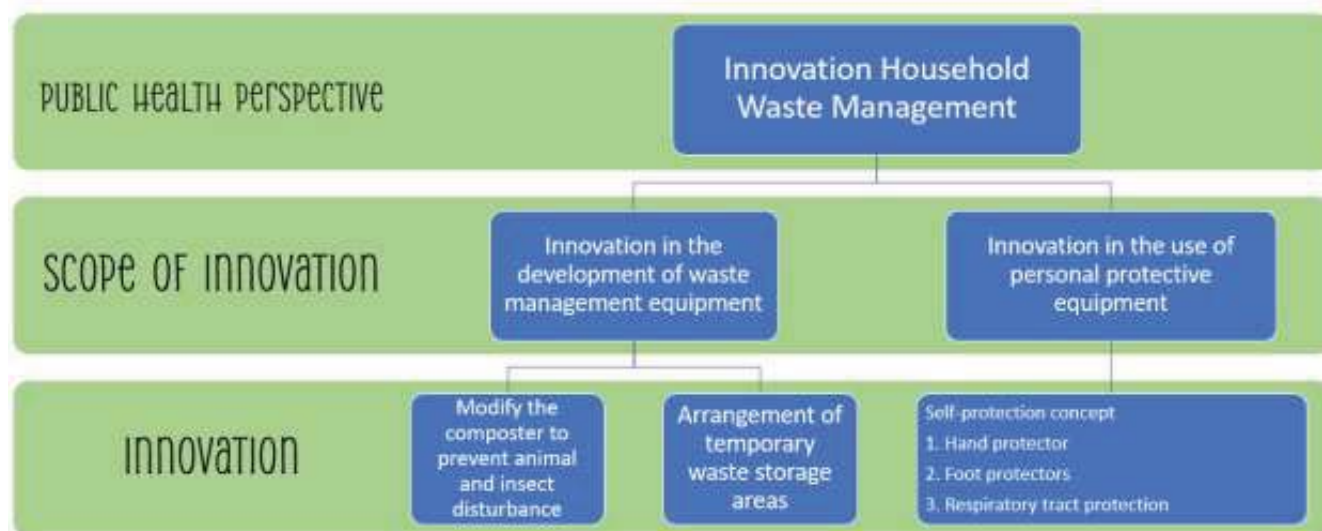 PUBLIC HEALTH PERSPECTIVE
Innovation Household
Waste Management
SCOPE OF INNOVATION
Innovation in the
development of waste
management equipment
Innovation in the use of
personal protective
equipment
INNOVATION
Modify the
composter to
prevent animal
and insect
disturbance
Arrangement of
temporary
waste storage
areas
Self-protection concept
1. Hand protector
2. Foot protectors
3. Respiratory tract protection